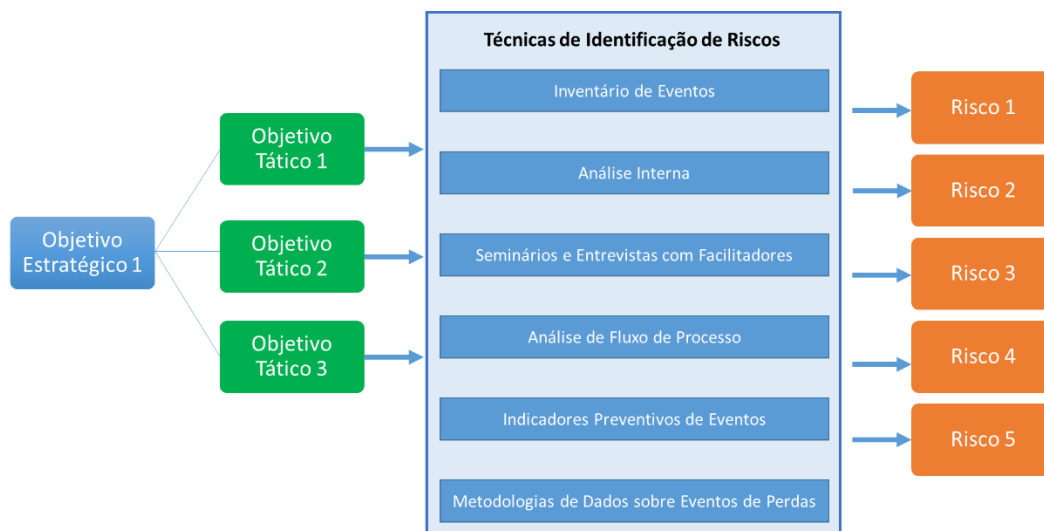 Objetivo
Estratégico 1
Objetivo
Tático 1
Objetivo
Tático 2
Objetivo
Tático 3
Técnicas de Identificação de Riscos
Inventário de Eventos
Análise Interna
Seminários e Entrevistas com Facilitadores
Análise de Fluxo de Processo
Indicadores Preventivos de Eventos
Metodologias de Dados sobre Eventos de Perdas
Risco 1
Risco 2
Risco 3
Risco 4
Risco 5